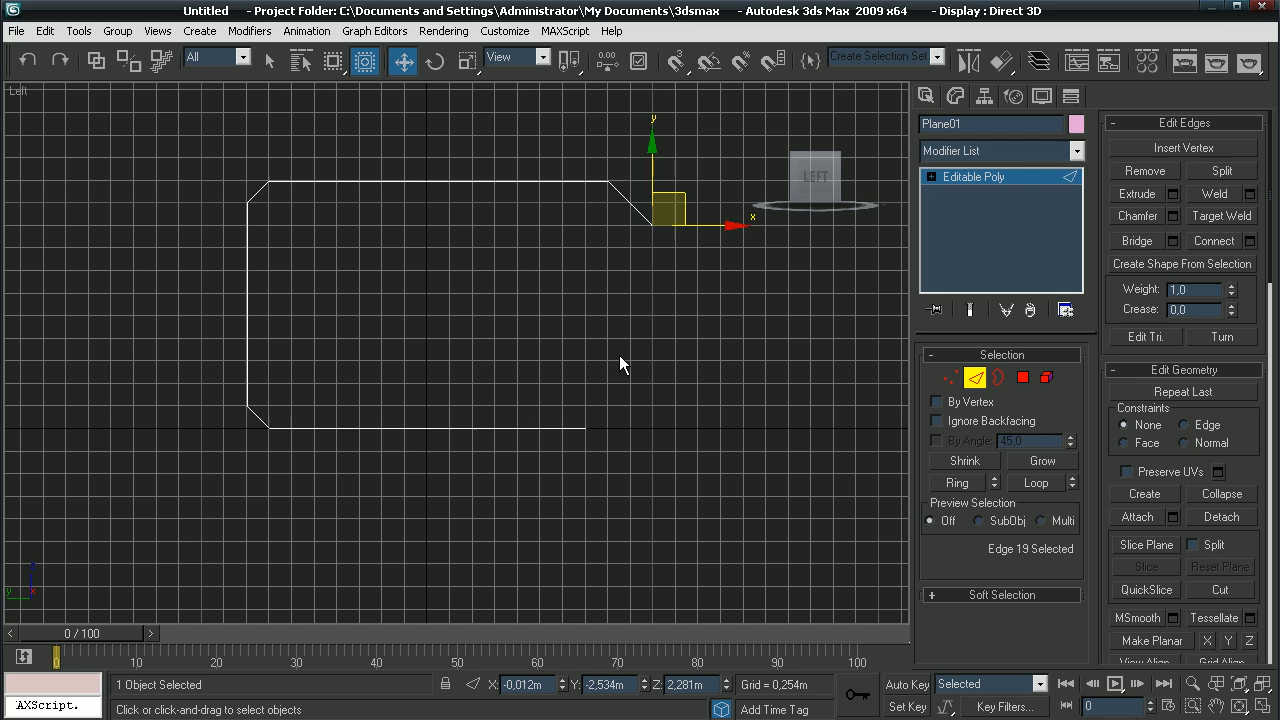 Untitled - Project Folder: C:\Documents and Settings\Administrator\My Documents\3dsmax - Autodesk 3ds Max 2009 x64 - Display : Direct 3D
File Edit Tools Group Views Create Modifiers Animation Graph Editors Rendering Customize MAXScript Help
All View Create Selection Set
Left
y
x
LEFT
Plane01
Modifier List
Editable Poly
Selection
By Vertex
Ignore Backfacing
By Angle: 45,0
Shrink Grow
Ring Loop
Preview Selection
Off SubObj Multi
Edge 19 Selected
Soft Selection
Edit Edges
Insert Vertex
Remove Split
Extrude Weld
Chamfer Target Weld
Bridge Connect
Create Shape From Selection
Weight: 1,0
Crease: 0,0
Edit Tri. Turn
Edit Geometry
Repeat Last
Constraints
None Edge
Face Normal
Preserve UVs
Create Collapse
Attach Detach
Slice Plane Split
Slice Reset Plane
QuickSlice Cut
MSmooth Tessellate
Make Planar X Y Z
View Align Grid Align
z
y x
0 / 100
0 10 20 30 40 50 60 70 80 90 100
1 Object Selected X: -0,012m Y: -2,534m Z: 2,281m Grid = 0,254m Auto Key Selected
AXScript. Click or click-and-drag to select objects Add Time Tag Set Key Key Filters... 0